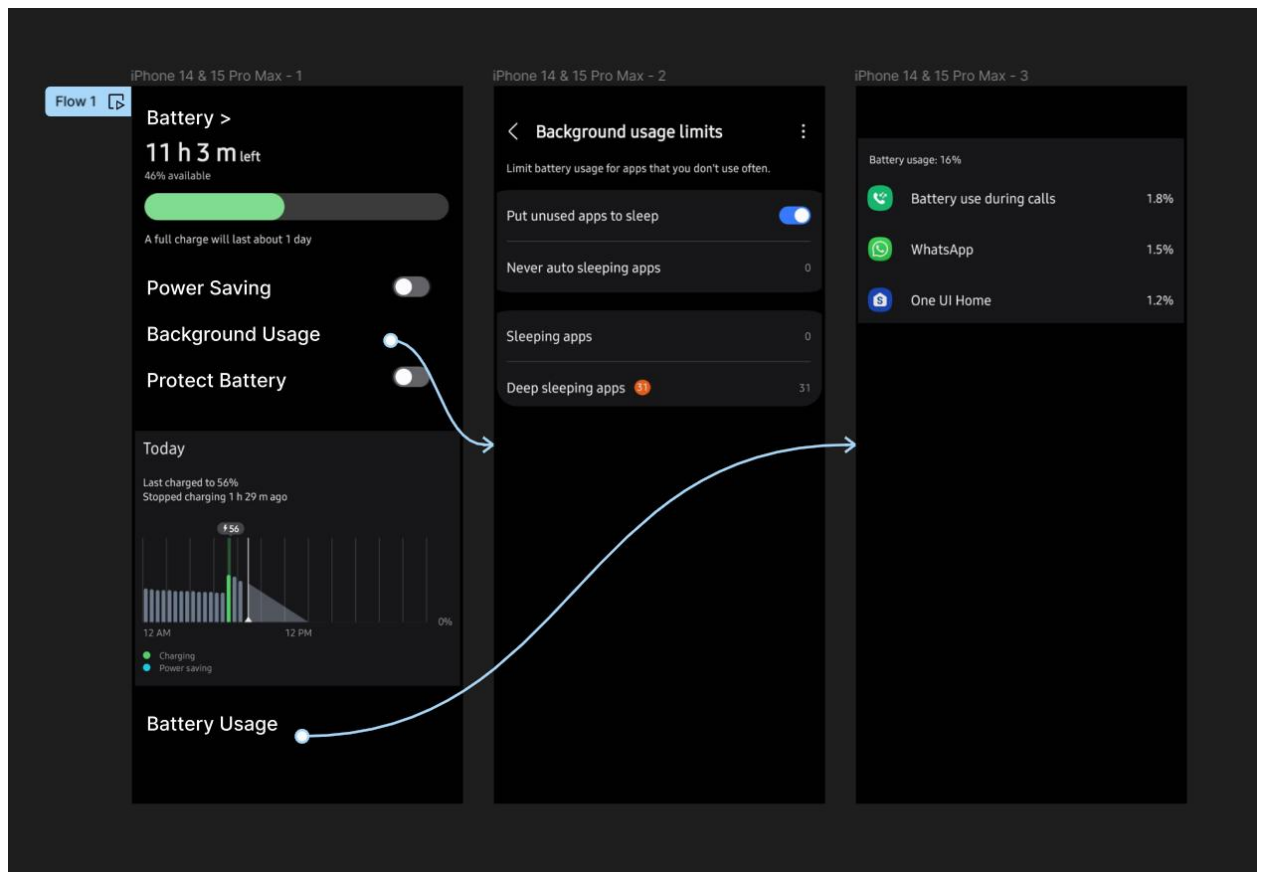 iPhone 14 & 15 Pro Max - 1
Flow 1
Battery >
11 h 3 m left
46% available
A full charge will last about 1 day
Power Saving
Background Usage
Protect Battery
Today
Last charged to 56%
Stopped charging 1 h 29 m ago
56
0%
12 AM 12 PM
Charging
Power saving
Battery Usage
iPhone 14 & 15 Pro Max - 2
Background usage limits
Limit battery usage for apps that you don't use often.
Put unused apps to sleep
Never auto sleeping apps 0
Sleeping apps 0
Deep sleeping apps 31 31
iPhone 14 & 15 Pro Max - 3
Battery usage: 16%
Battery use during calls 1.8%
WhatsApp 1.5%
S One UI Home 1.2%